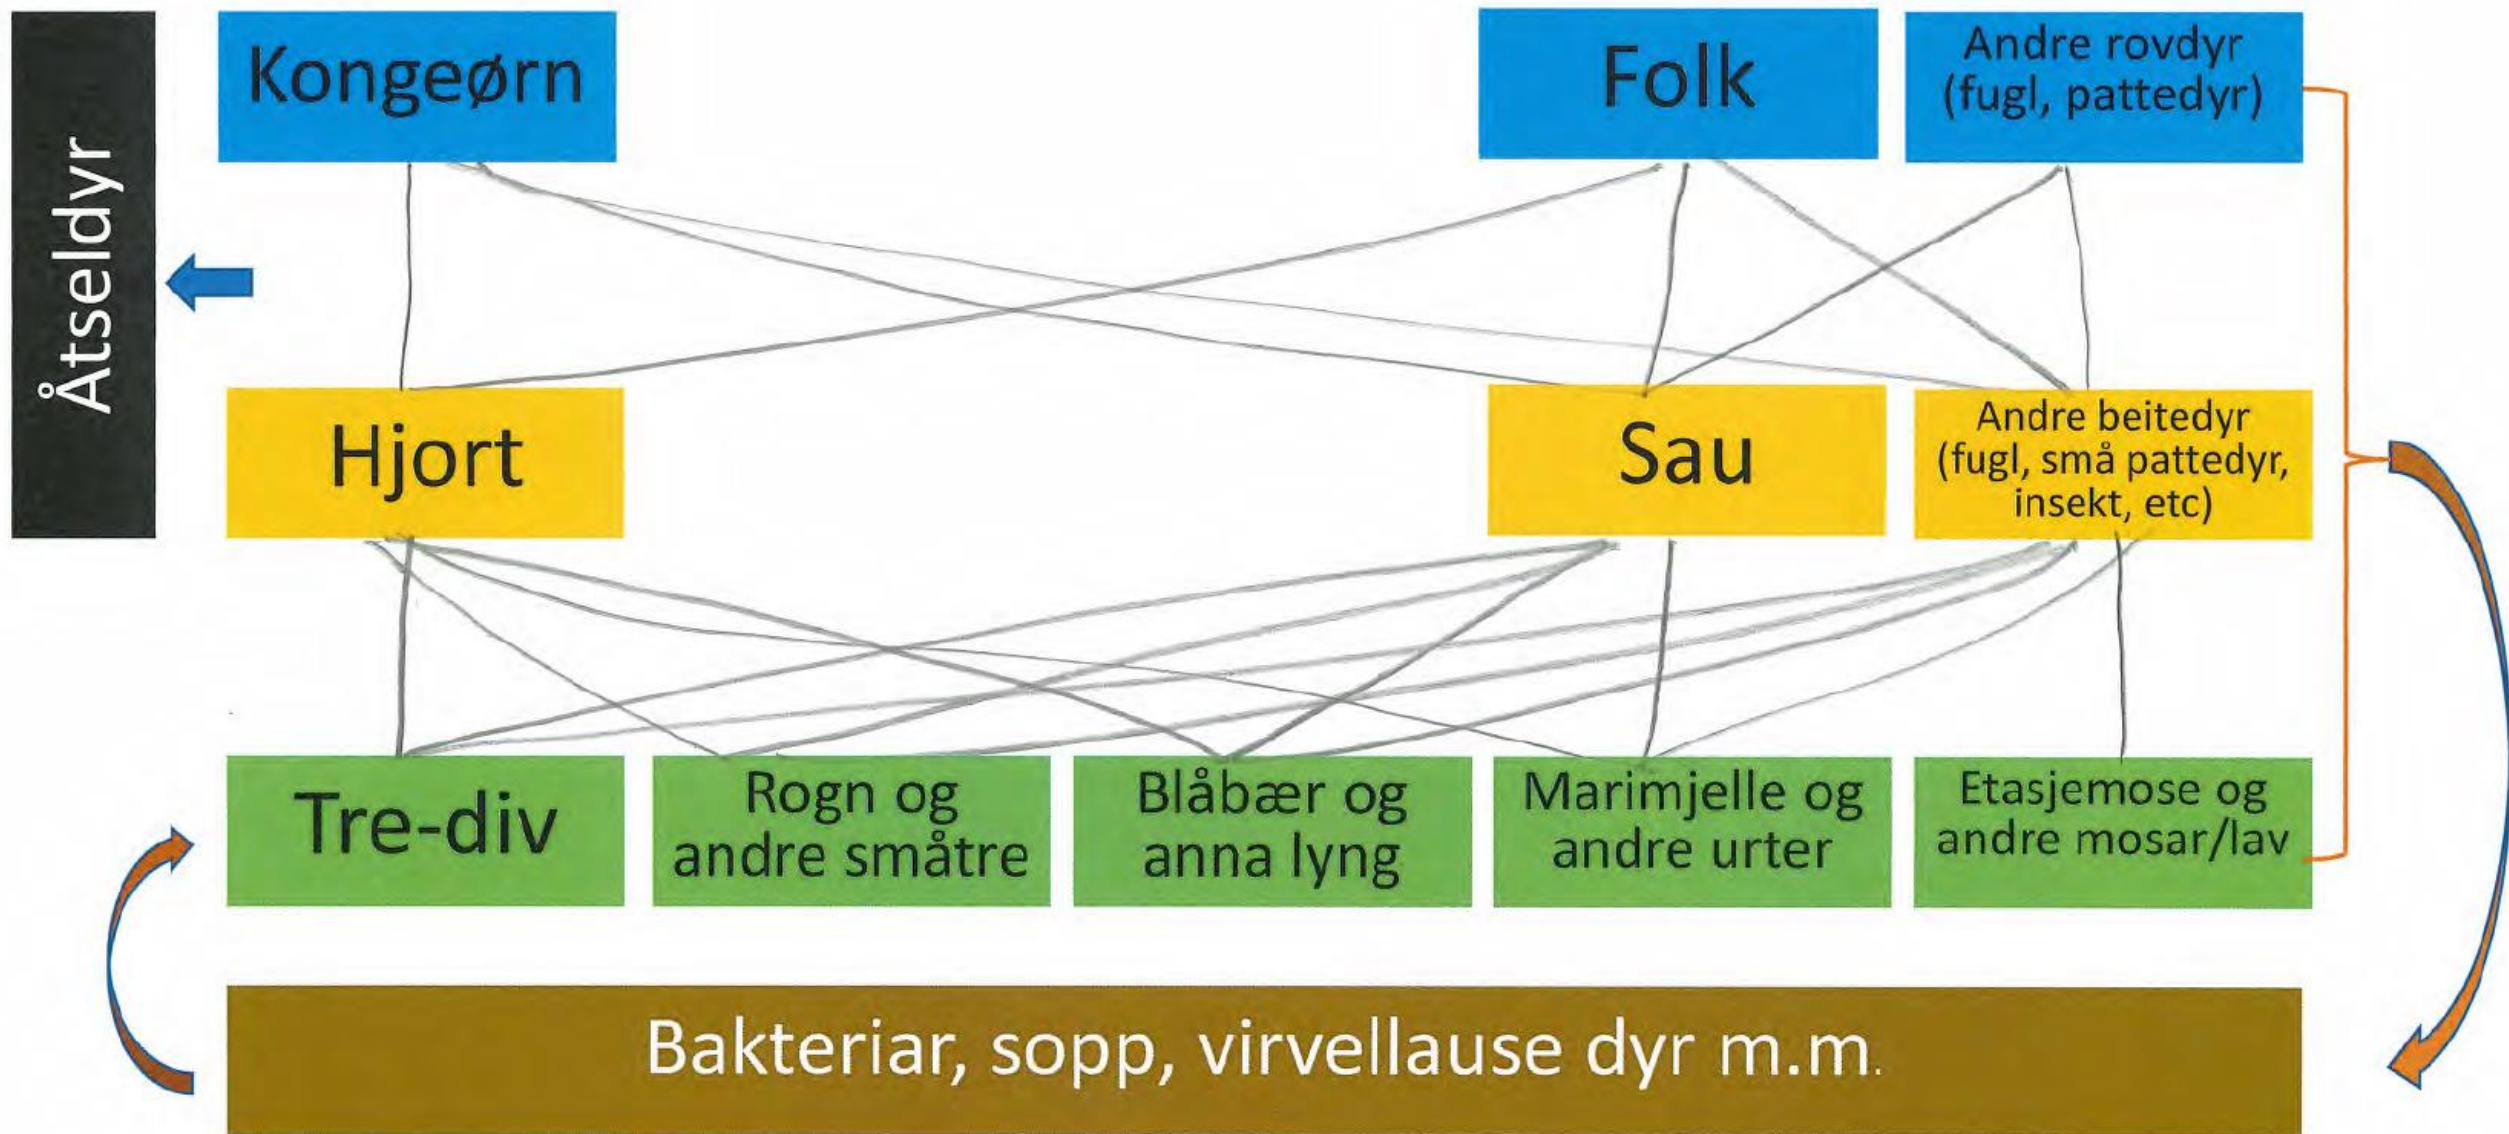 Åtseldyr
Kongeørn
Folk
Andre rovdyr
(fugl, pattedyr)
Hjort
Sau
Andre beitedyr
(fugl, små pattedyr,
insekt, etc)
Tre-div
Rogn og
andre småtre
Blåbær og
anna lyng
Marimjelle og
andre urter
Etasjemose og
andre mosar/lav
Bakteriar, sopp, virvellause dyr m.m.